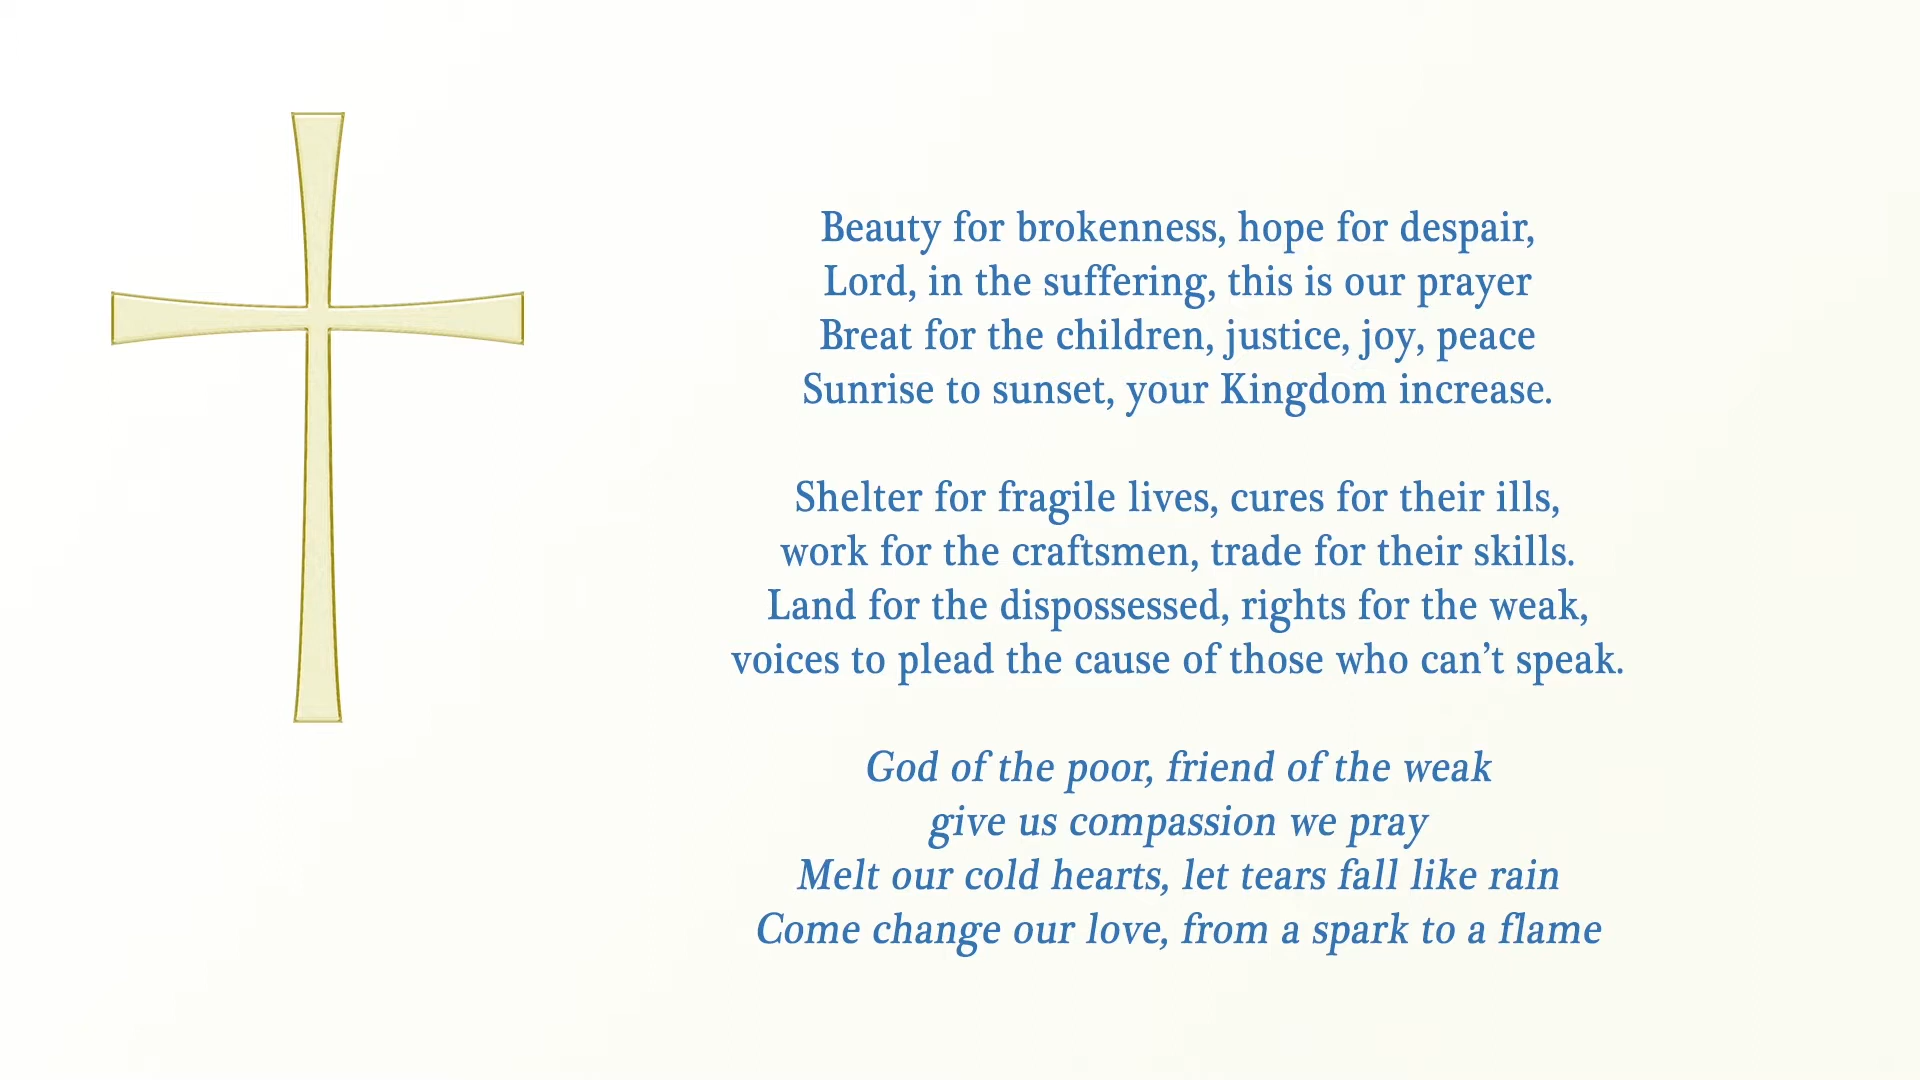 Beauty for brokenness, hope for despair,
Lord, in the suffering, this is our prayer
Breat for the children, justice, joy, peace
Sunrise to sunset, your Kingdom increase.
Shelter for fragile lives, cures for their ills,
work for the craftsmen, trade for their skills.
Land for the dispossessed, rights for the weak,
voices to plead the cause of those who can’t speak.
God of the poor, friend of the weak
give us compassion we pray
Melt our cold hearts, let tears fall like rain
Come change our love, from a spark to a flame